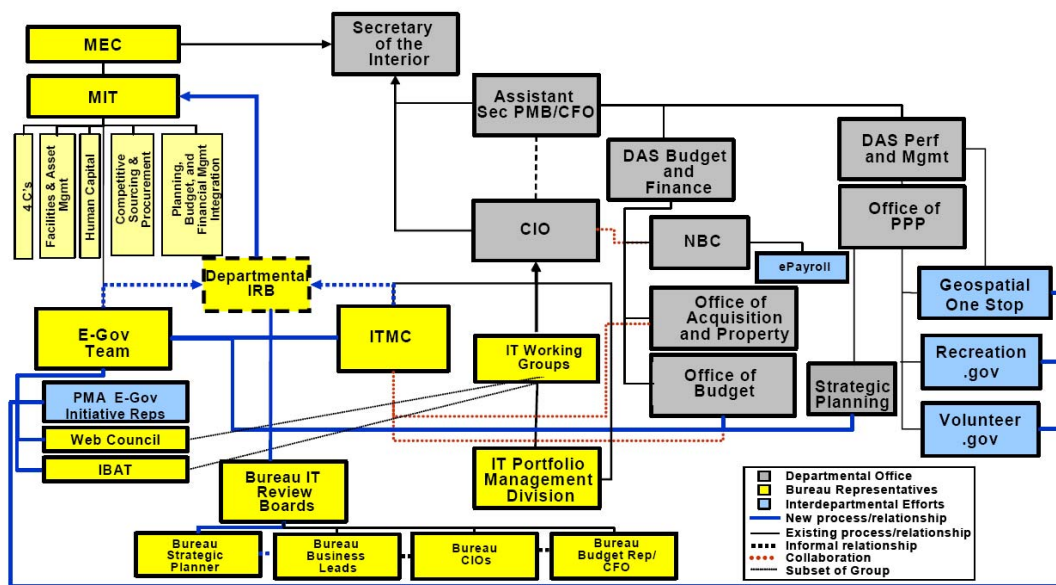 MEC
Secretary
of the
Interior
MIT
Assistant
Sec PMB/CFO
DAS Budget
and
Finance
DAS Perf
and Mgmt
4 C's
Facilities & Asset
Mgmt
Human Capital
Competitive
Sourcing &
Procurement
Planning,
Budget, and
Financial Mgmt
Integration
CIO
NBC
ePayroll
Office of
PPP
Departmental
IRB
Geospatial
One Stop
E-Gov
Team
ITMC
IT Working
Groups
Office of
Acquisition
and Property
Office of
Budget
Strategic
Planning
Recreation
.gov
Volunteer
.gov
PMA E-Gov
Initiative Reps
Web Council
IBAT
Bureau IT
Review
Boards
IT Portfolio
Management
Division
Bureau
Strategic
Planner
Bureau
Business
Leads
Bureau
CIOs
Bureau
Budget Rep/
CFO
Departmental Office
Bureau Representatives
Interdepartmental Efforts
New process/relationship
Existing process/relationship
Informal relationship
Collaboration
Subset of Group